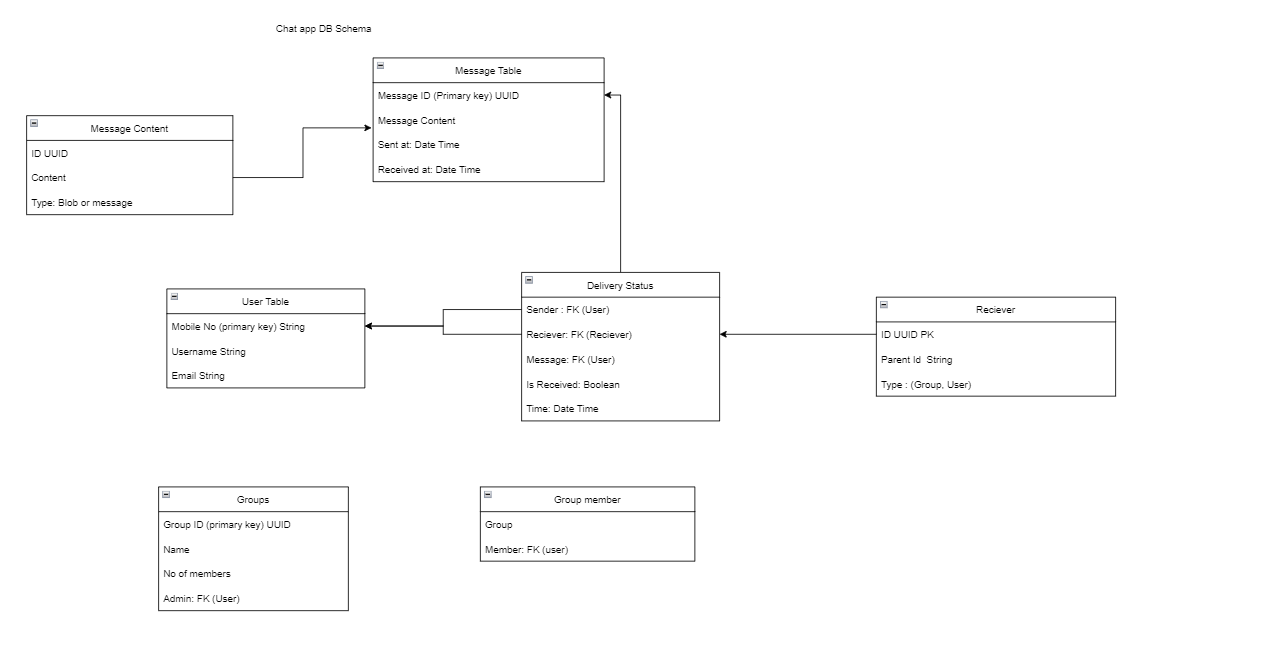 Chat app DB Schema
Message Table
Message ID (Primary key) UUID
Message Content
Sent at: Date Time
Received at: Date Time
Message Content
ID UUID
Content
Type: Blob or message
User Table
Mobile No (primary key) String
Username String
Email String
Delivery Status
Sender : FK (User)
Reciever: FK (Reciever)
Message: FK (User)
Is Received: Boolean
Time: Date Time
Reciever
ID UUID PK
Parent Id  String
Type : (Group, User)
Groups
Group ID (primary key) UUID
Name
No of members
Admin: FK (User)
Group member
Group
Member: FK (user)